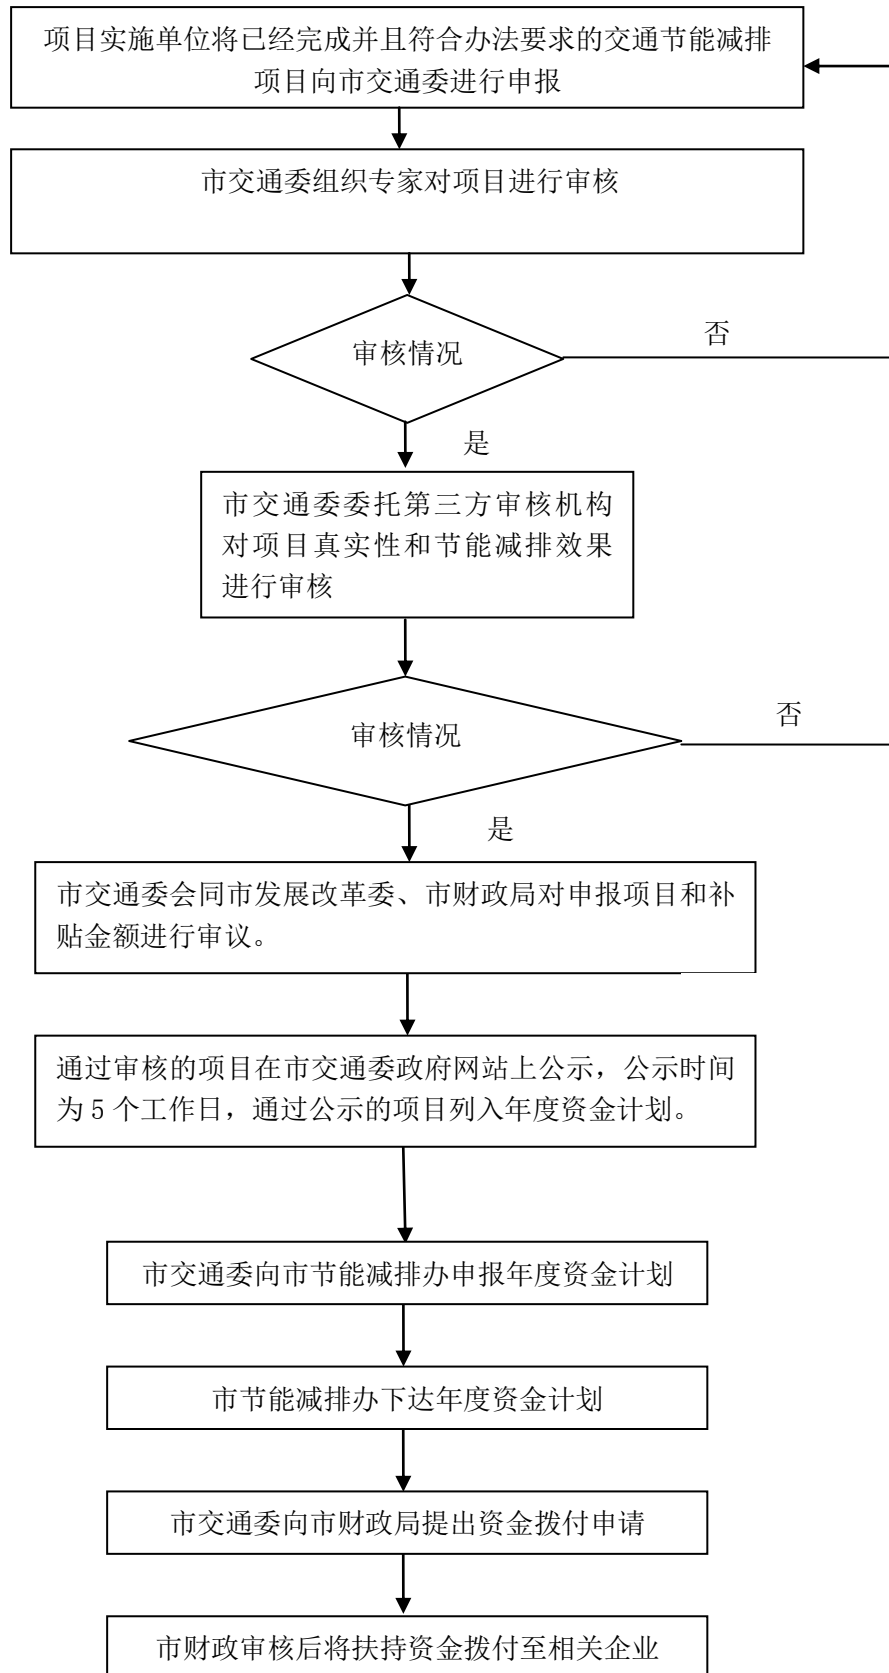 项目实施单位将已经完成并且符合办法要求的交通节能减排
项目向市交通委进行申报
市交通委组织专家对项目进行审核
审核情况
否
是
市交通委委托第三方审核机构
对项目真实性和节能减排效果
进行审核
审核情况
否
是
市交通委会同市发展改革委、市财政局对申报项目和补
贴金额进行审议。
通过审核的项目在市交通委政府网站上公示，公示时间
为 5 个工作日，通过公示的项目列入年度资金计划。
市交通委向市节能减排办申报年度资金计划
市节能减排办下达年度资金计划
市交通委向市财政局提出资金拨付申请
市财政审核后将扶持资金拨付至相关企业